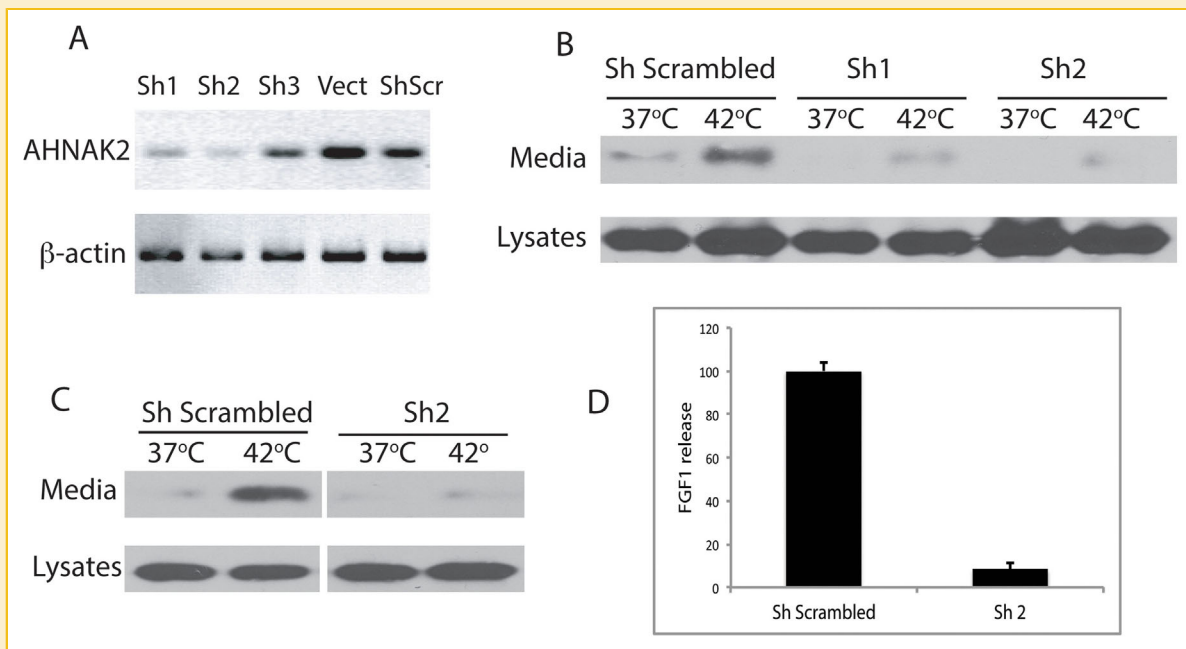 A
Sh1 Sh2 Sh3 Vect ShScr
AHNAK2
β-actin
B
Sh Scrambled Sh1 Sh2
37°C 42°C 37°C 42°C 37°C 42°C
Media
Lysates
C
Sh Scrambled Sh2
37°C 42°C 37°C 42°
Media
Lysates
D
FGF1 release
120
100
80
60
40
20
0
Sh Scrambled Sh 2